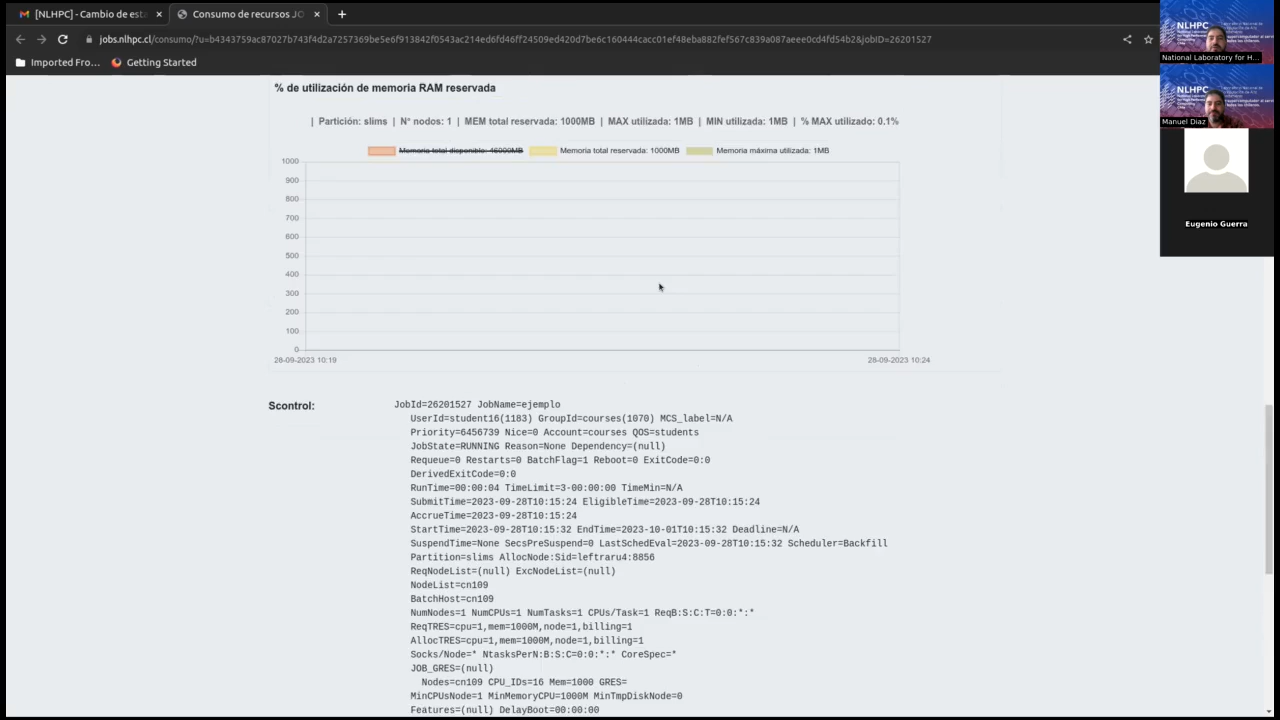 [NLHPC] - Cambio de esta
Consumo de recursos JO
Imported Fro...
Getting Started
% de utilización de memoria RAM reservada
| Partición: slims | N° nodos: 1 | MEM total reservada: 1000MB | MAX utilizada: 1MB | MIN utilizada: 1MB | % MAX utilizado: 0.1%
Memoria total disponible: 46000MB Memoria total reservada: 1000MB Memoria máxima utilizada: 1MB
1000
900
800
700
600
500
400
300
200
100
0
28-09-2023 10:19 28-09-2023 10:24
Scontrol:
JobId=26201527 JobName=ejemplo
UserId=student16(1183) GroupId=courses(1070) MCS_label=N/A
Priority=6456739 Nice=0 Account=courses QOS=students
JobState=RUNNING Reason=None Dependency=(null)
Requeue=0 Restarts=0 BatchFlag=1 Reboot=0 ExitCode=0:0
DerivedExitCode=0:0
RunTime=00:00:04 TimeLimit=3-00:00:00 TimeMin=N/A
SubmitTime=2023-09-28T10:15:24 EligibleTime=2023-09-28T10:15:24
AccrueTime=2023-09-28T10:15:24
StartTime=2023-09-28T10:15:32 EndTime=2023-10-01T10:15:32 Deadline=N/A
SuspendTime=None SecsPreSuspend=0 LastSchedEval=2023-09-28T10:15:32 Scheduler=Backfill
Partition=slims AllocNode:Sid=leftraru4:8856
ReqNodeList=(null) ExcNodeList=(null)
NodeList=cn109
BatchHost=cn109
NumNodes=1 NumCPUs=1 NumTasks=1 CPUs/Task=1 ReqB:S:C:T=0:0:*:*
ReqTRES=cpu=1,mem=1000M,node=1,billing=1
AllocTRES=cpu=1,mem=1000M,node=1,billing=1
Socks/Node=* NtasksPerN:B:S:C=0:0:*:* CoreSpec=*
JOB_GRES=(null)
Nodes=cn109 CPU_IDs=16 Mem=1000 GRES=
MinCPUsNode=1 MinMemoryCPU=1000M MinTmpDiskNode=0
Features=(null) DelayBoot=00:00:00
NLHPC
National Laboratory for H...
NLHPC
Manuel Diaz
Eugenio Guerra